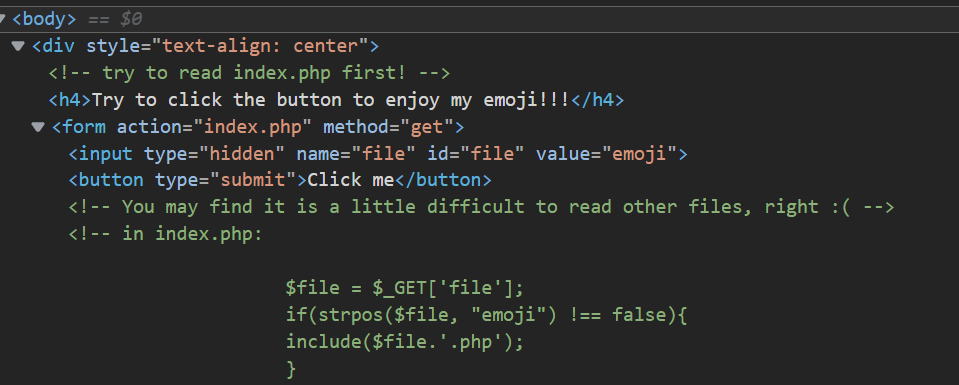 <body> == $0
<div style="text-align: center">
<!-- try to read index.php first! -->
<h4>Try to click the button to enjoy my emoji!!!</h4>
<form action="index.php" method="get">
<input type="hidden" name="file" id="file" value="emoji">
<button type="submit">Click me</button>
<!-- You may find it is a little difficult to read other files, right :( -->
<!-- in index.php:
$file = $_GET['file'];
if(strpos($file, "emoji") !== false){
include($file.'.php');
}